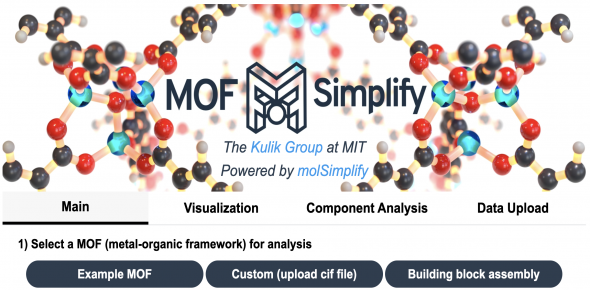 MOF Simplify
The Kulik Group at MIT
Powered by molSimplify
Main Visualization Component Analysis Data Upload
1) Select a MOF (metal-organic framework) for analysis
Example MOF Custom (upload cif file) Building block assembly